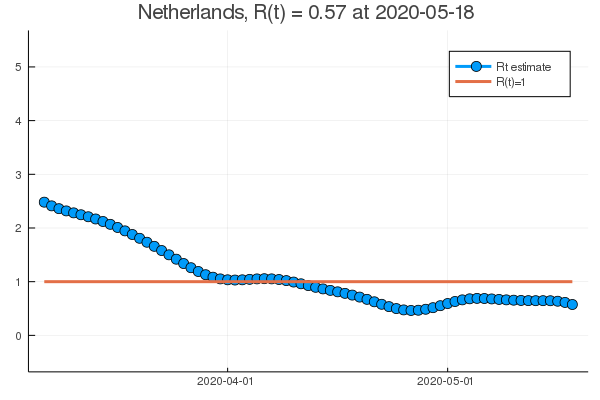 Netherlands, R(t) = 0.57 at 2020-05-18
5
Rt estimate
R(t)=1
4
3
2
1
0
2020-04-01
2020-05-01